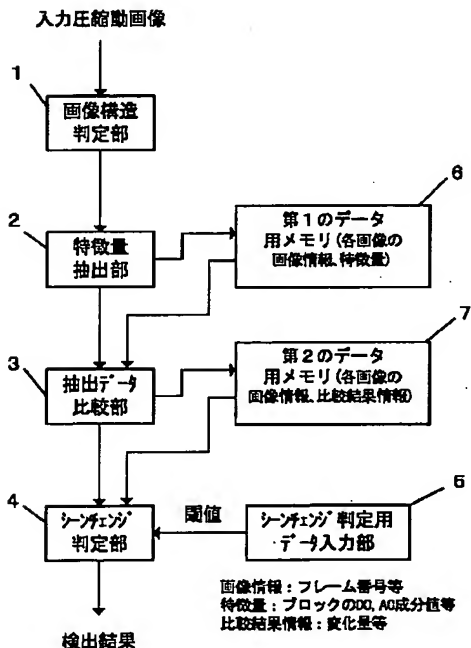 入力圧縮動画像
1
画像構造
判定部
2
特徴量
抽出部
6
第1のデータ
用メモリ(各画像の
画像情報、特徴量)
3
抽出データ
比較部
7
第2のデータ
用メモリ(各画像の
画像情報、比較結果情報)
4
シーンチェンジ
判定部
閾値
5
シーンチェンジ判定用
データ入力部
検出結果
画像情報:フレーム番号等
特徴量:ブロックのDC、AC成分値等
比較結果情報:変化量等